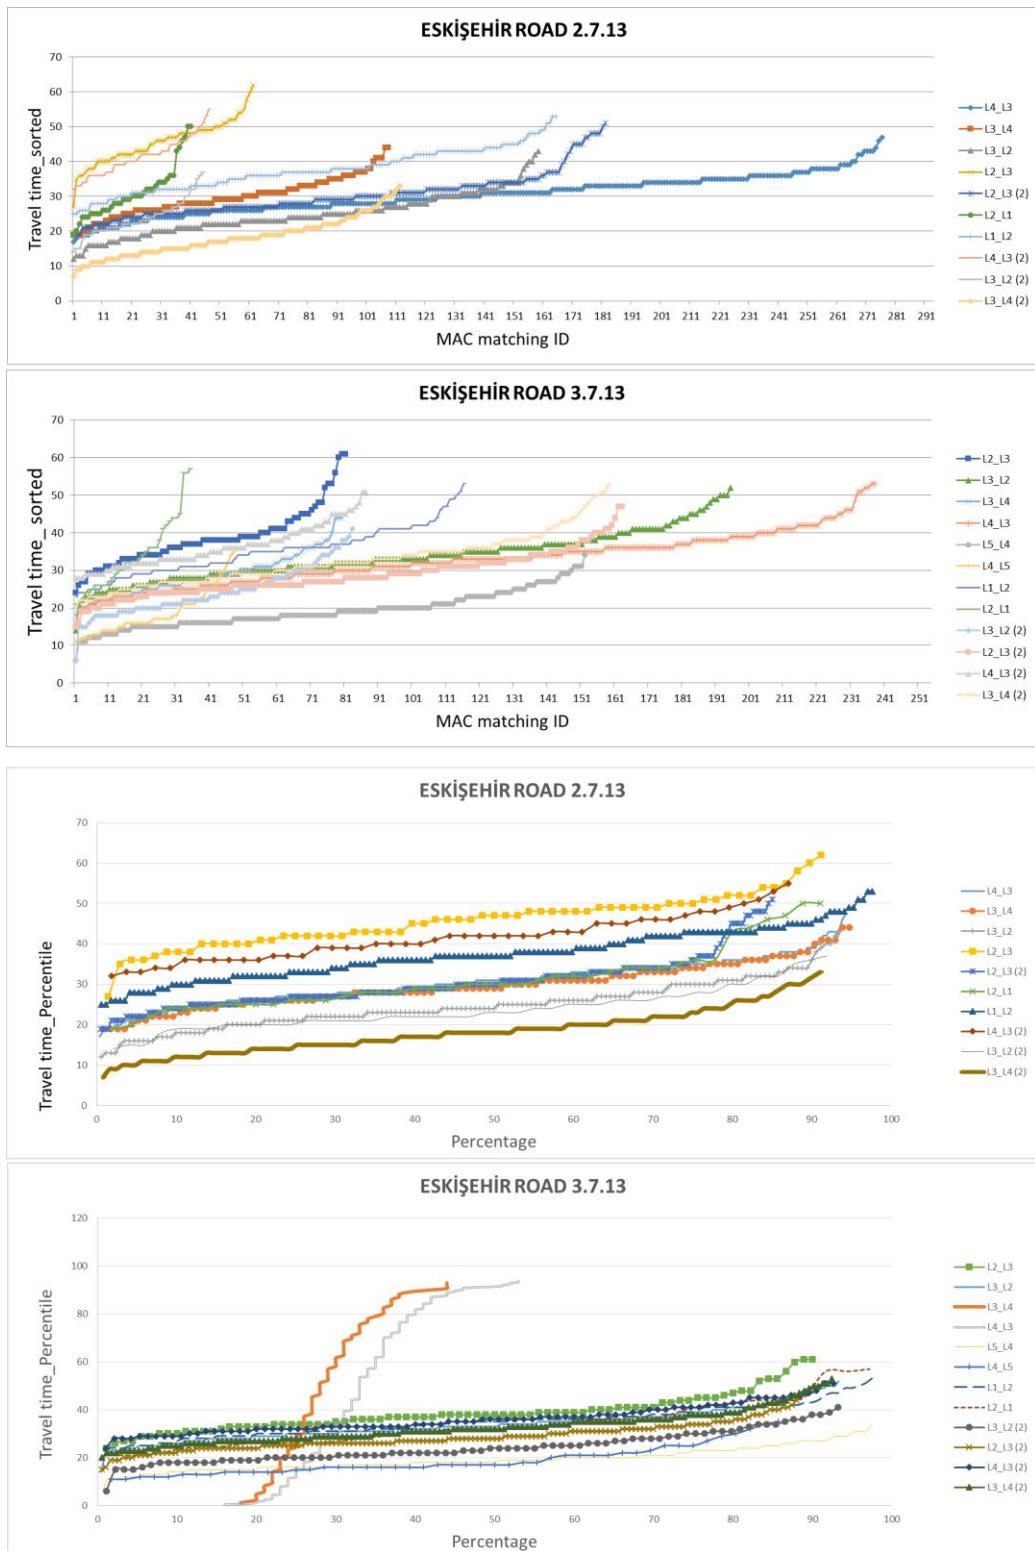 ESKİŞEHİR ROAD 2.7.13
Travel time_sorted
70
60
50
40
30
20
10
0
1 11 21 31 41 51 61 71 81 91 101 111 121 131 141 151 161 171 181 191 201 211 221 231 241 251 261 271 281 291
MAC matching ID
L4_L3
L3_L4
L3_L2
L2_L3
L2_L3 (2)
L2_L1
L1_L2
L4_L3 (2)
L3_L2 (2)
L3_L4 (2)
ESKİŞEHİR ROAD 3.7.13
Travel time_ sorted
70
60
50
40
30
20
10
0
1 11 21 31 41 51 61 71 81 91 101 111 121 131 141 151 161 171 181 191 201 211 221 231 241 251
MAC matching ID
L2_L3
L3_L2
L3_L4
L4_L3
L5_L4
L4_L5
L1_L2
L2_L1
L3_L2 (2)
L2_L3 (2)
L4_L3 (2)
L3_L4 (2)
ESKİŞEHİR ROAD 2.7.13
Travel time_Percentile
70
60
50
40
30
20
10
0
0 10 20 30 40 50 60 70 80 90 100
Percentage
L4_L3
L3_L4
L3_L2
L2_L3
L2_L3 (2)
L2_L1
L1_L2
L4_L3 (2)
L3_L2 (2)
L3_L4 (2)
ESKİŞEHİR ROAD 3.7.13
Travel time_Percentile
120
100
80
60
40
20
0
0 10 20 30 40 50 60 70 80 90 100
Percentage
L2_L3
L3_L2
L3_L4
L4_L3
L5_L4
L4_L5
L1_L2
L2_L1
L3_L2 (2)
L2_L3 (2)
L4_L3 (2)
L3_L4 (2)